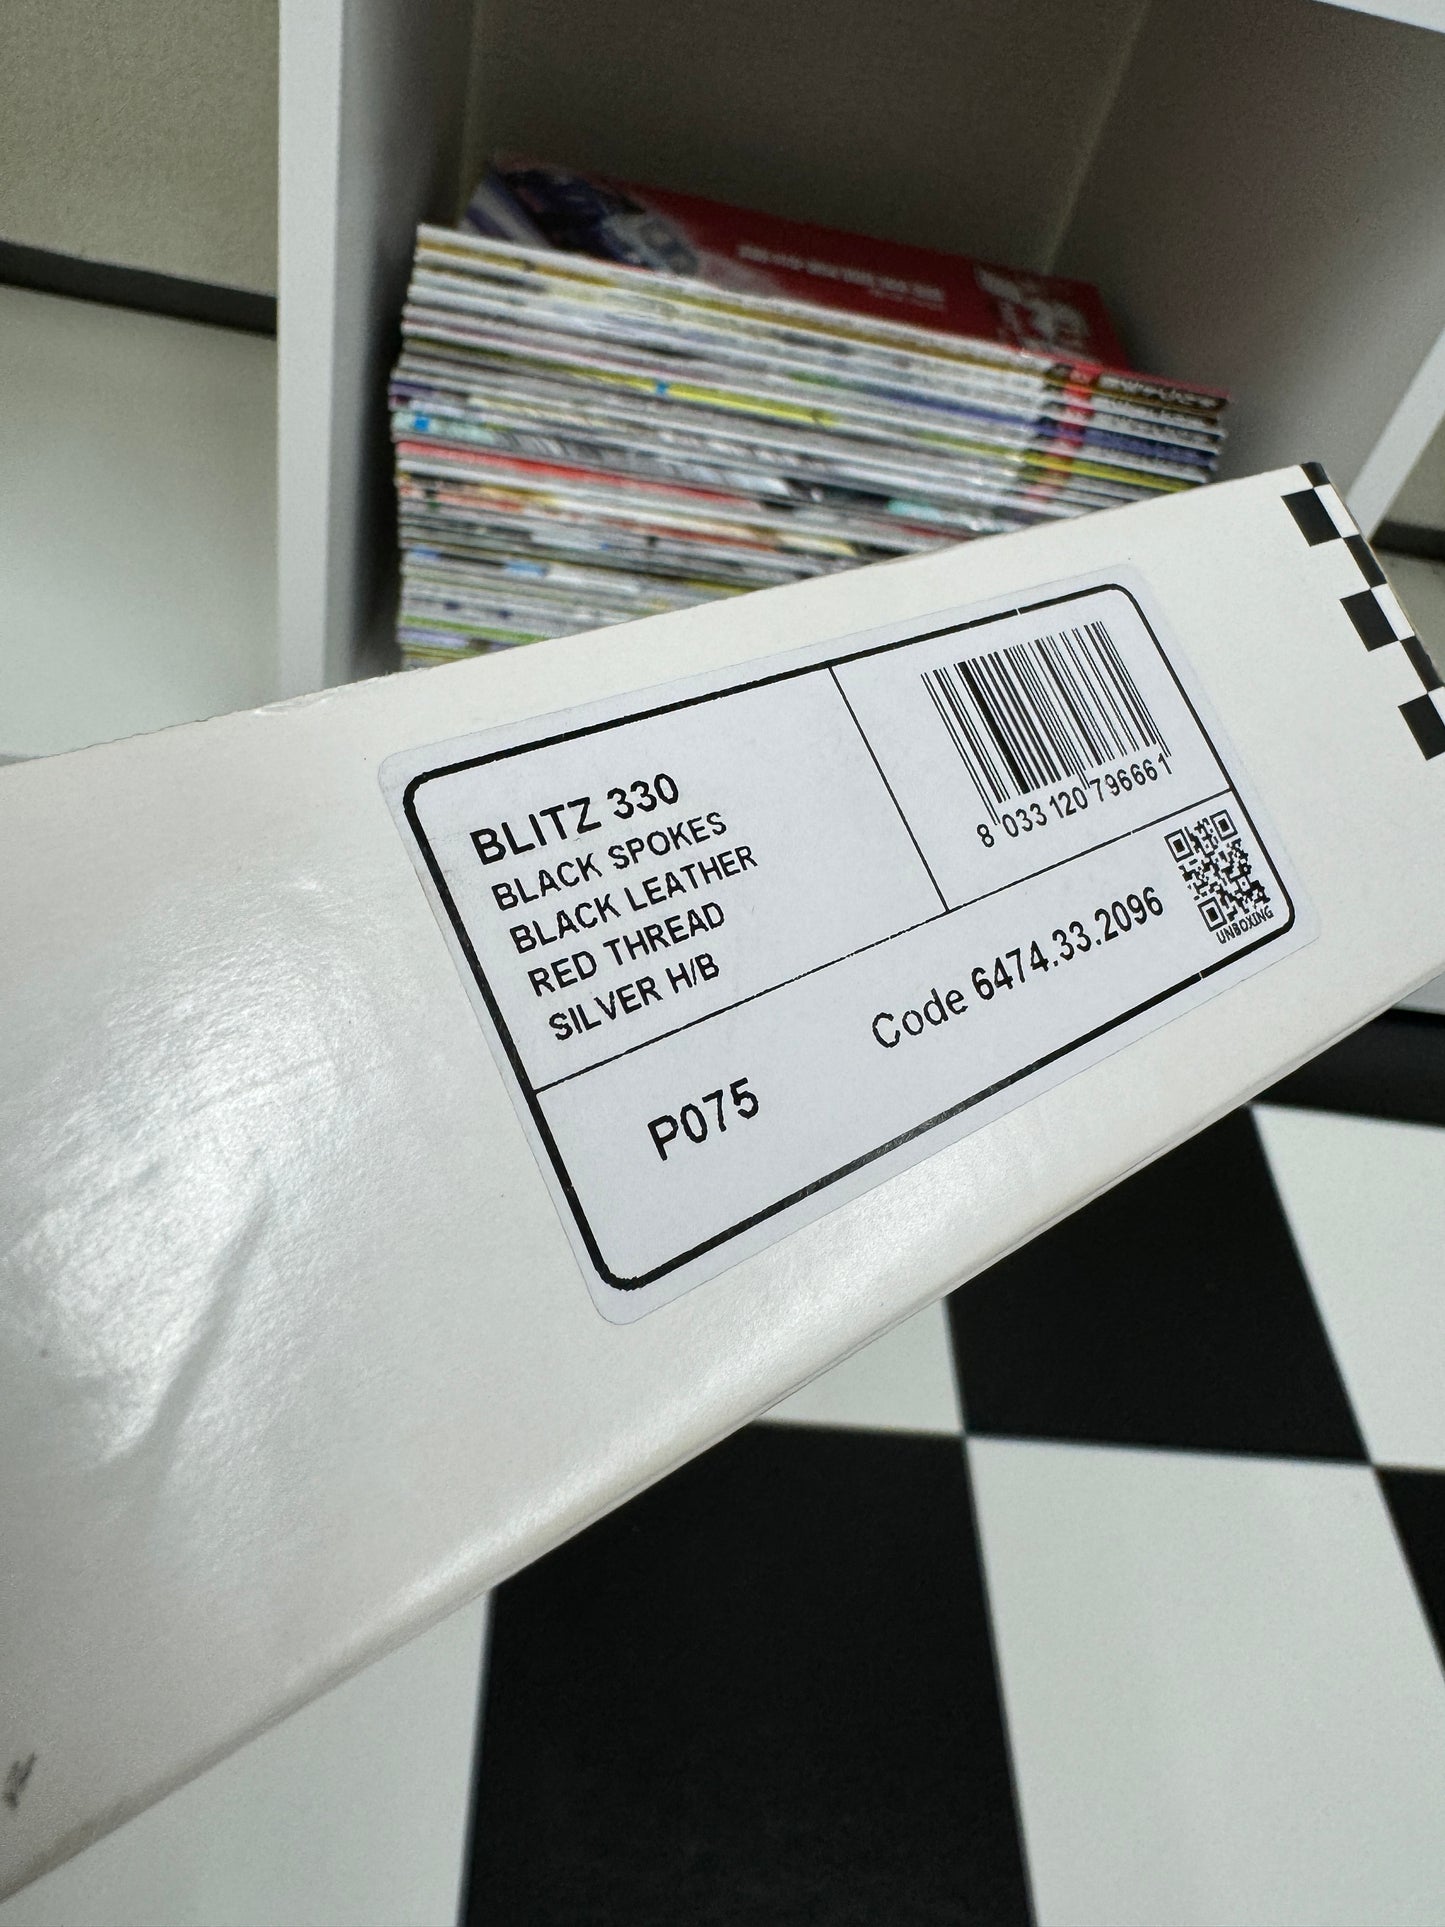 BLITZ 330
BLACK SPOKES
BLACK LEATHER
RED THREAD
SILVER H/B
8 033120 796661
P075
Code 6474.33.2096
UNBOXING